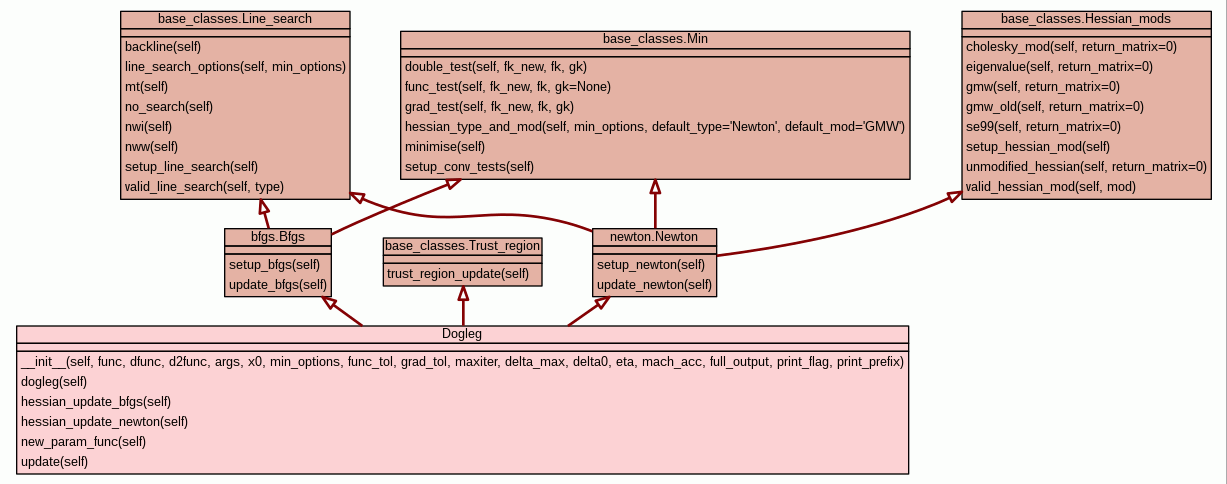 base_classes.Line_search
backline(self)
line_search_options(self, min_options)
mt(self)
no_search(self)
nwi(self)
nww(self)
setup_line_search(self)
valid_line_search(self, type)
base_classes.Min
double_test(self, fk_new, fk, gk)
func_test(self, fk_new, fk, gk=None)
grad_test(self, fk_new, fk, gk)
hessian_type_and_mod(self, min_options, default_type='Newton', default_mod='GMW')
minimise(self)
setup_conv_tests(self)
base_classes.Hessian_mods
cholesky_mod(self, return_matrix=0)
eigenvalue(self, return_matrix=0)
gmw(self, return_matrix=0)
gmw_old(self, return_matrix=0)
se99(self, return_matrix=0)
setup_hessian_mod(self)
unmodified_hessian(self, return_matrix=0)
valid_hessian_mod(self, mod)
bfgs.Bfgs
setup_bfgs(self)
update_bfgs(self)
base_classes.Trust_region
trust_region_update(self)
newton.Newton
setup_newton(self)
update_newton(self)
Dogleg
__init__(self, func, dfunc, d2func, args, x0, min_options, func_tol, grad_tol, maxiter, delta_max, delta0, eta, mach_acc, full_output, print_flag, print_prefix)
dogleg(self)
hessian_update_bfgs(self)
hessian_update_newton(self)
new_param_func(self)
update(self)